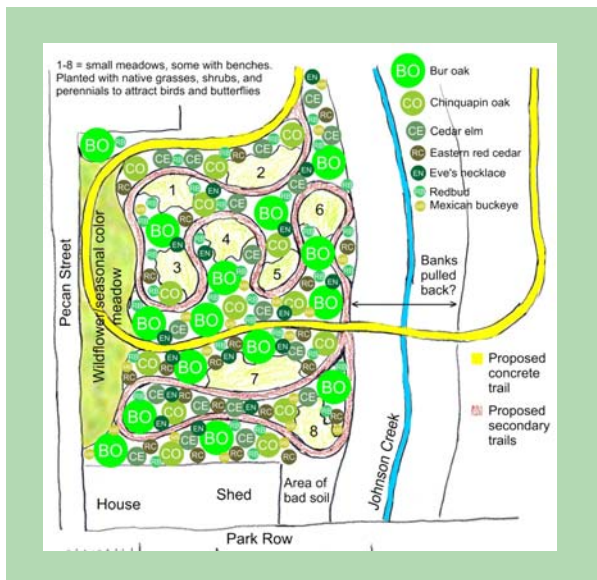 1-8 = small meadows, some with benches.
Planted with native grasses, shrubs, and
perennials to attract birds and butterflies
BO Bur oak
CO Chinquapin oak
CE Cedar elm
RC Eastern red cedar
EN Eve's necklace
RB Redbud
Mexican buckeye
1
2
3
4
5
6
7
8
Pecan Street
Wildflower seasonal color
meadow
Banks
pulled
back?
Proposed
concrete
trail
Proposed
secondary
trails
Johnson Creek
House
Shed
Area of
bad soil
Park Row